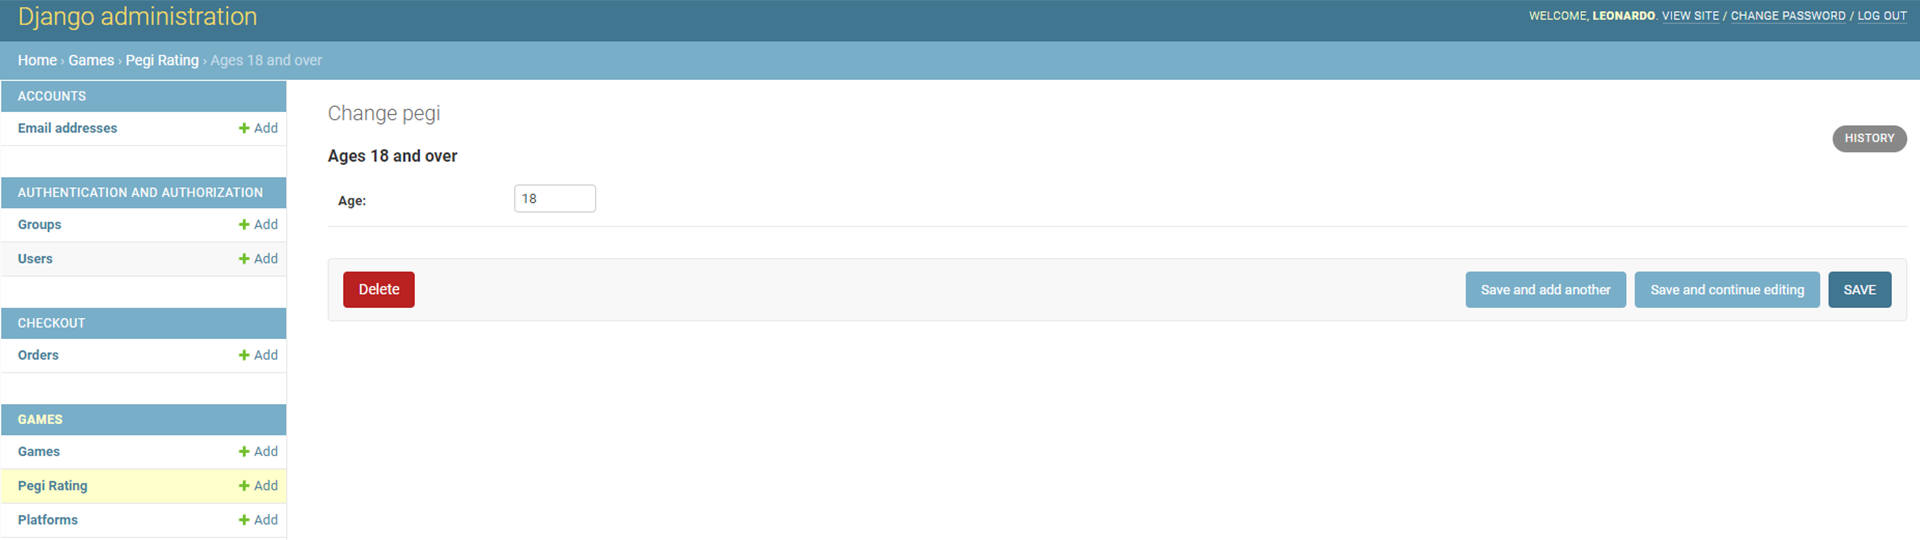 Django administration
WELCOME, LEONARDO. VIEW SITE / CHANGE PASSWORD / LOG OUT
Home › Games › Pegi Rating › Ages 18 and over
ACCOUNTS
Email addresses + Add
AUTHENTICATION AND AUTHORIZATION
Groups + Add
Users + Add
CHECKOUT
Orders + Add
GAMES
Games + Add
Pegi Rating + Add
Platforms + Add
Change pegi
HISTORY
Ages 18 and over
Age: 18
Delete Save and add another Save and continue editing SAVE